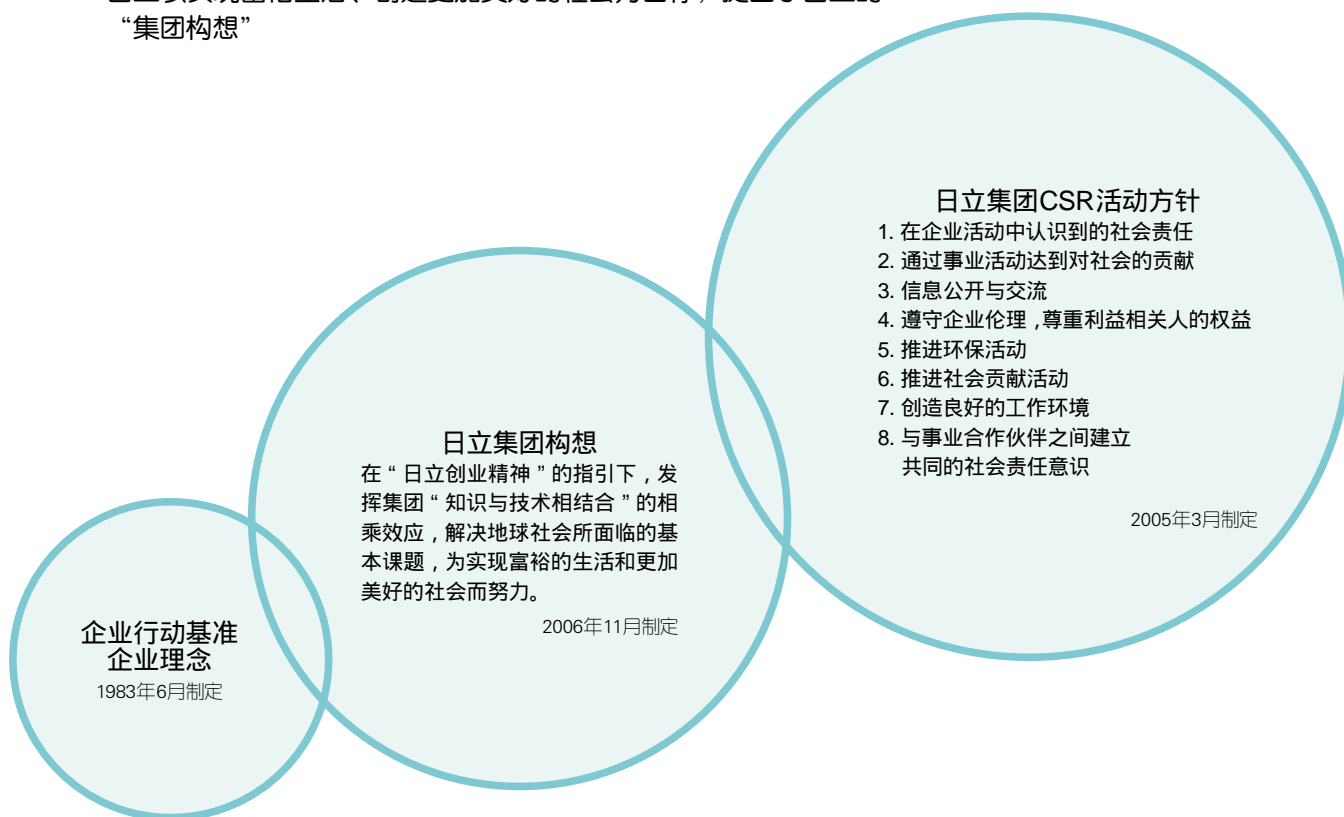 “集团构想”
日立集团CSR活动方针
1. 在企业活动中认识到的社会责任
2. 通过事业活动达到对社会的贡献
3. 信息公开与交流
4. 遵守企业伦理，尊重利益相关人的权益
5. 推进环保活动
6. 推进社会贡献活动
7. 创造良好的工作环境
8. 与事业合作伙伴之间建立
共同的社会责任意识
2005年3月制定
日立集团构想
在“日立创业精神”的指引下，发
挥集团“知识与技术相结合”的相
乘效应，解决地球社会所面临的基
本课题，为实现富裕的生活和更加
美好的社会而努力。
2006年11月制定
企业行动基准
企业理念
1983年6月制定